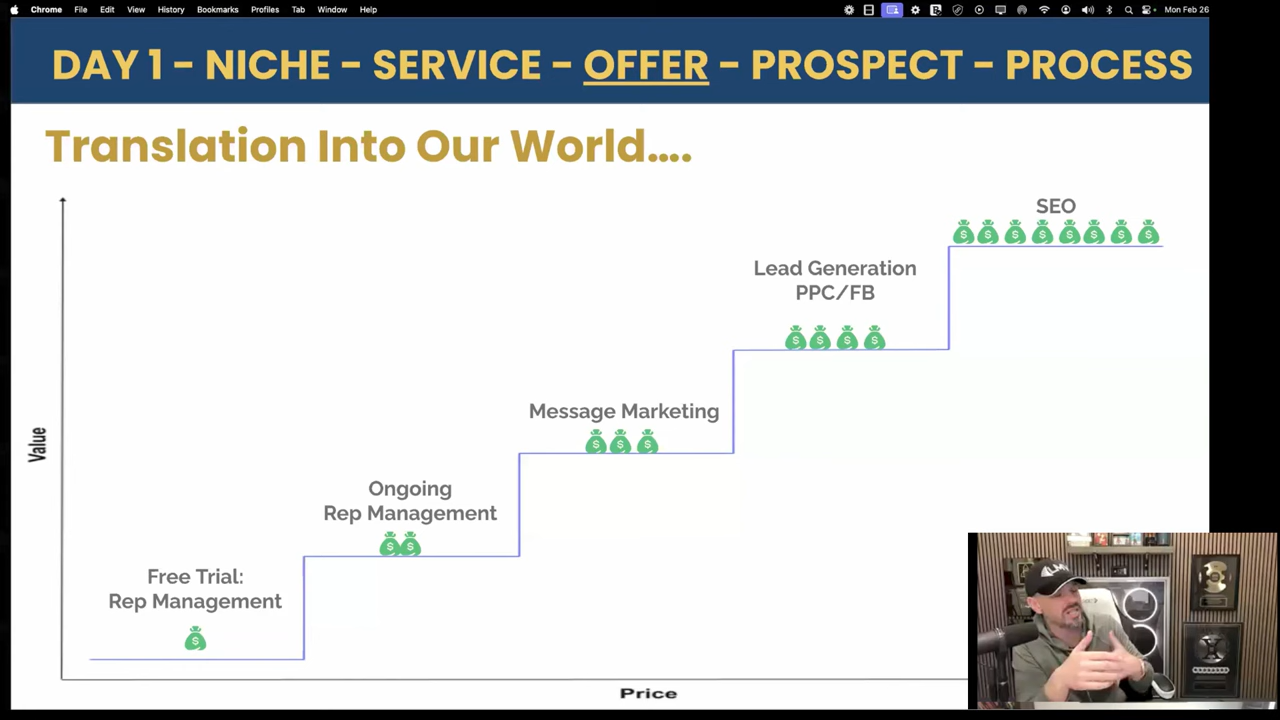 Chrome File Edit View History Bookmarks Profiles Tab Window Help Mon Feb 26
DAY 1 - NICHE - SERVICE - OFFER - PROSPECT - PROCESS
Translation Into Our World....
SEO
Lead Generation
PPC/FB
Message Marketing
Ongoing
Rep Management
Free Trial:
Rep Management
Value
Price